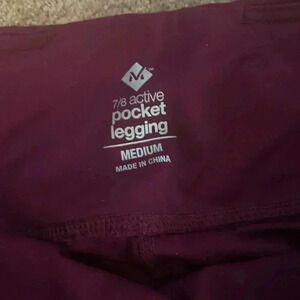 7/8 active
pocket
legging
MEDIUM
MADE IN CHINA